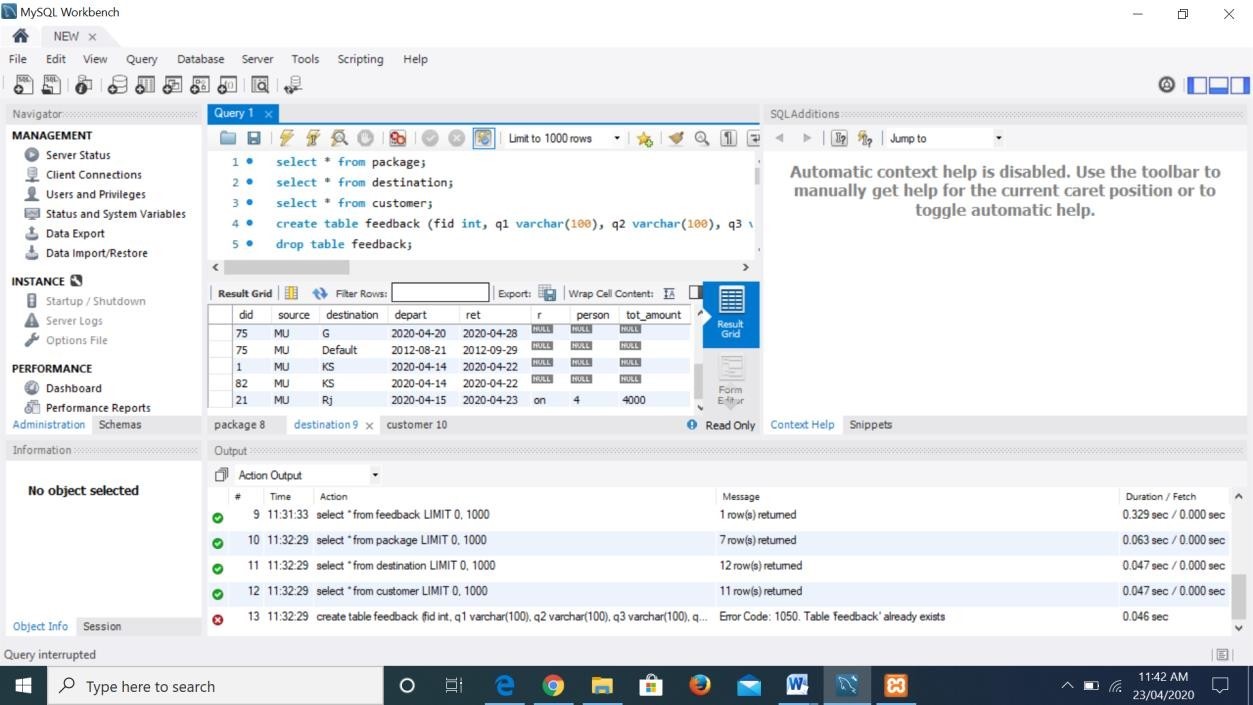 MySQL Workbench
NEW
File Edit View Query Database Server Tools Scripting Help
Navigator
MANAGEMENT
Server Status
Client Connections
Users and Privileges
Status and System Variables
Data Export
Data Import/Restore
INSTANCE
Startup / Shutdown
Server Logs
Options File
PERFORMANCE
Dashboard
Performance Reports
Administration Schemas
Information
No object selected
Object Info Session
Query interrupted
Query 1
Limit to 1000 rows
1 select * from package;
2 select * from destination;
3 select * from customer;
4 create table feedback (fid int, q1 varchar(100), q2 varchar(100), q3 v
5 drop table feedback;
Result Grid Filter Rows: Export: Wrap Cell Content:
did source destination depart ret r person tot_amount
75 MU G 2020-04-20 2020-04-28 NULL NULL NULL
75 MU Default 2012-08-21 2012-09-29 NULL NULL NULL
1 MU KS 2020-04-14 2020-04-22 NULL NULL NULL
82 MU KS 2020-04-14 2020-04-22 NULL NULL NULL
21 MU Rj 2020-04-15 2020-04-23 on 4 4000
Result
Grid
Form
Editor
package 8 destination 9 customer 10 Read Only
SQLAdditions
Jump to
Automatic context help is disabled. Use the toolbar to
manually get help for the current caret position or to
toggle automatic help.
Context Help Snippets
Output
Action Output
# Time Action Message Duration / Fetch
9 11:31:33 select * from feedback LIMIT 0, 1000 1 row(s) returned 0.329 sec / 0.000 sec
10 11:32:29 select * from package LIMIT 0, 1000 7 row(s) returned 0.063 sec / 0.000 sec
11 11:32:29 select * from destination LIMIT 0, 1000 12 row(s) returned 0.047 sec / 0.000 sec
12 11:32:29 select * from customer LIMIT 0, 1000 11 row(s) returned 0.047 sec / 0.000 sec
13 11:32:29 create table feedback (fid int, q1 varchar(100), q2 varchar(100), q3 varchar(100), q... Error Code: 1050. Table 'feedback' already exists 0.046 sec
Type here to search
11:42 AM
23/04/2020